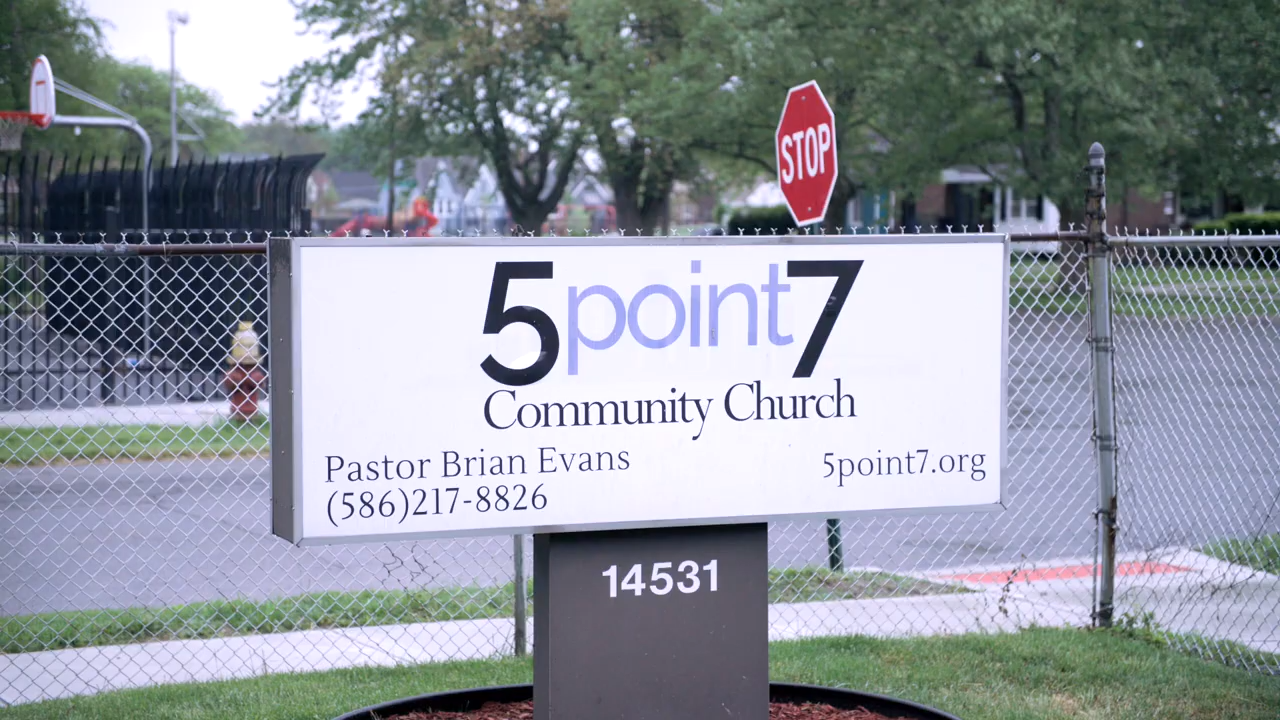 STOP
5point7
Community Church
Pastor Brian Evans
(586)217-8826
5point7.org
14531